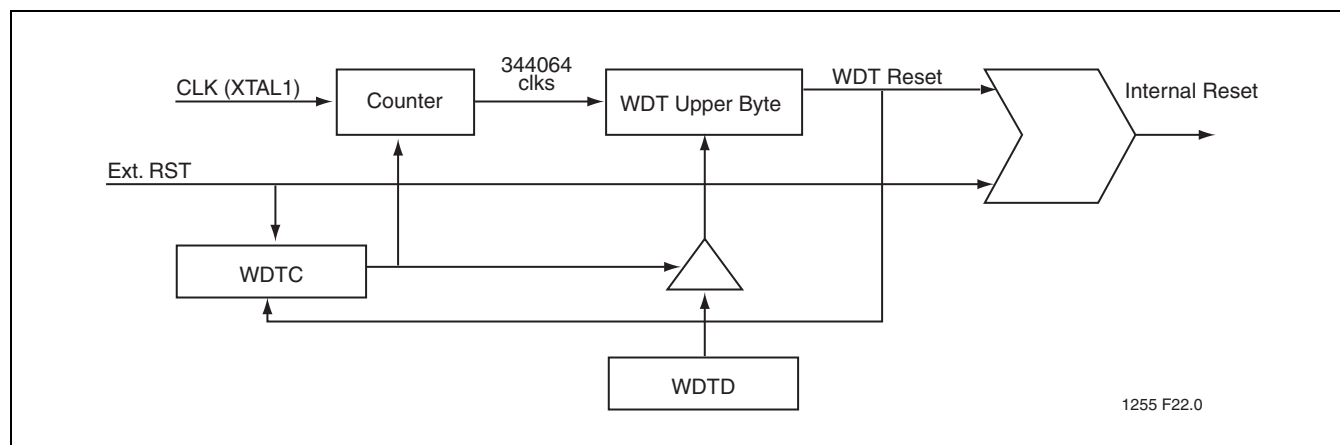 CLK (XTAL1)
Counter
344064
clks
WDT Upper Byte
WDT Reset
Internal Reset
Ext. RST
WDTC
WDTD
1255 F22.0